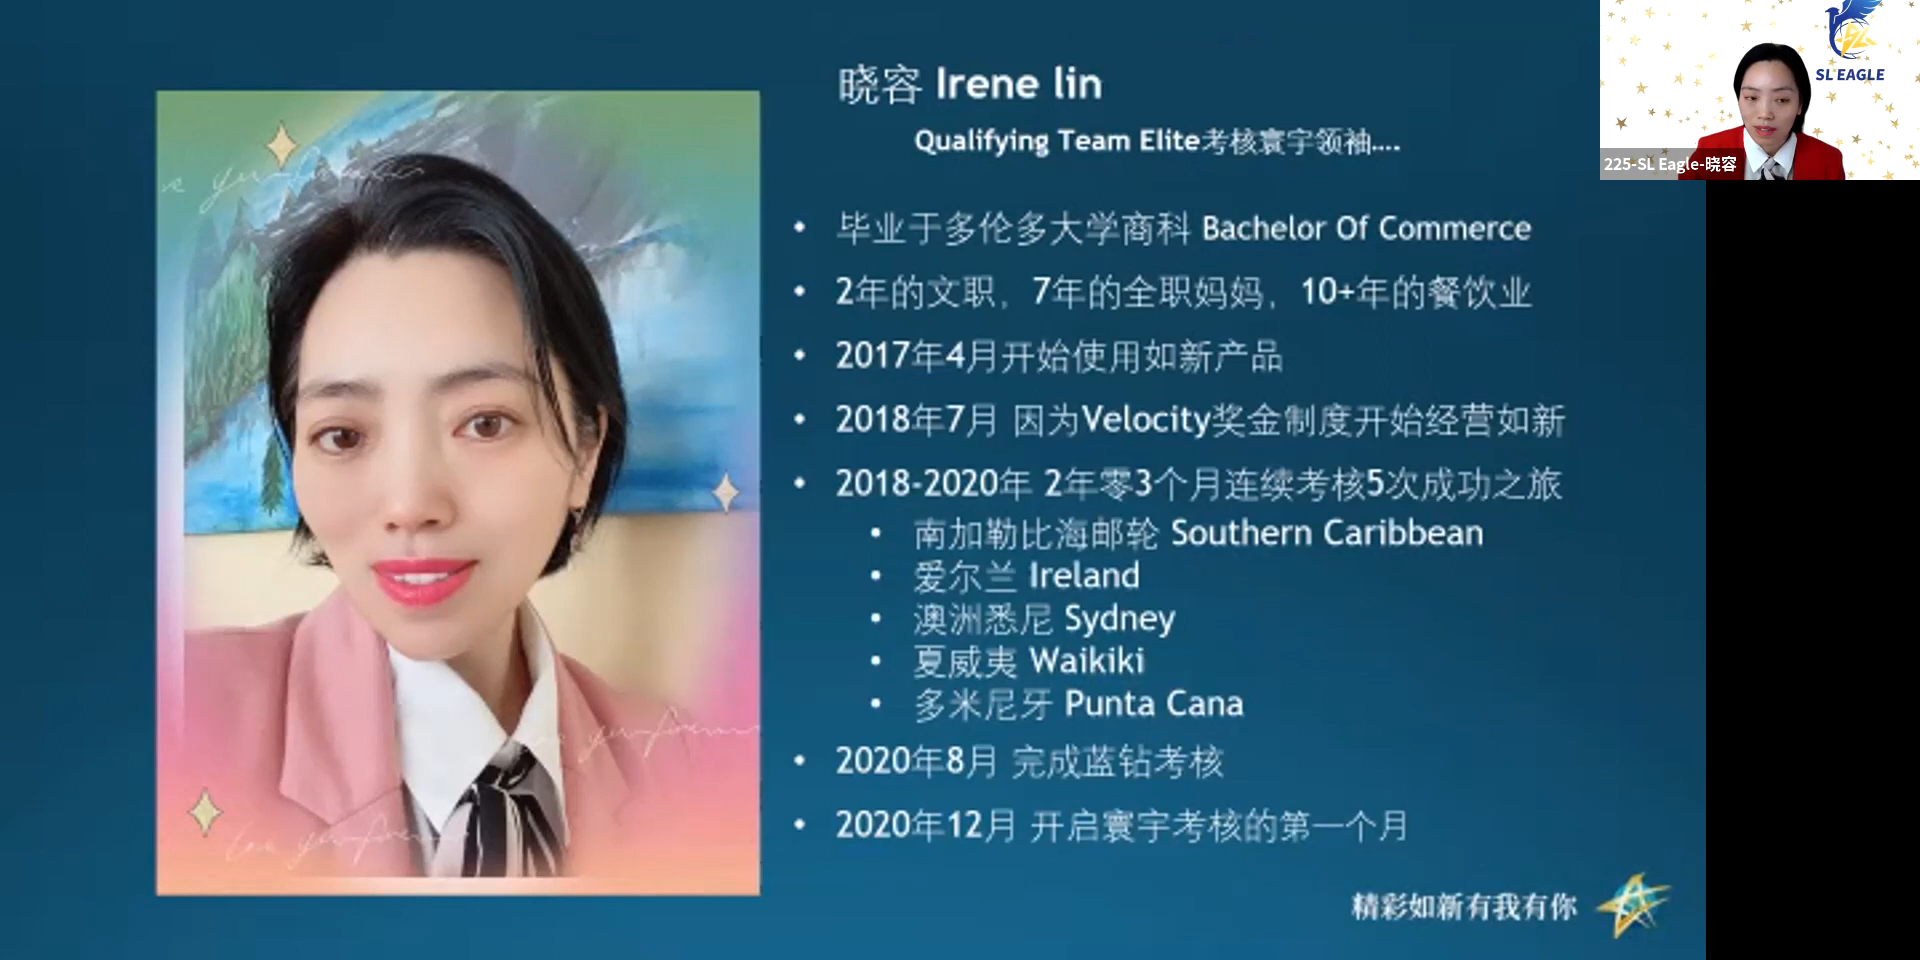 晓容 Irene lin
Qualifying Team Elite考核寰宇领袖....
• 毕业于多伦多大学商科 Bachelor Of Commerce
• 2年的文职，7年的全职妈妈，10+年的餐饮业
• 2017年4月开始使用如新产品
• 2018年7月 因为Velocity奖金制度开始经营如新
• 2018-2020年 2年零3个月连续考核5次成功之旅
• 南加勒比海邮轮 Southern Caribbean
• 爱尔兰 Ireland
• 澳洲悉尼 Sydney
• 夏威夷 Waikiki
• 多米尼牙 Punta Cana
• 2020年8月 完成蓝钻考核
• 2020年12月 开启寰宇考核的第一个月
精彩如新有我有你
SL EAGLE
225-SL Eagle-晓容